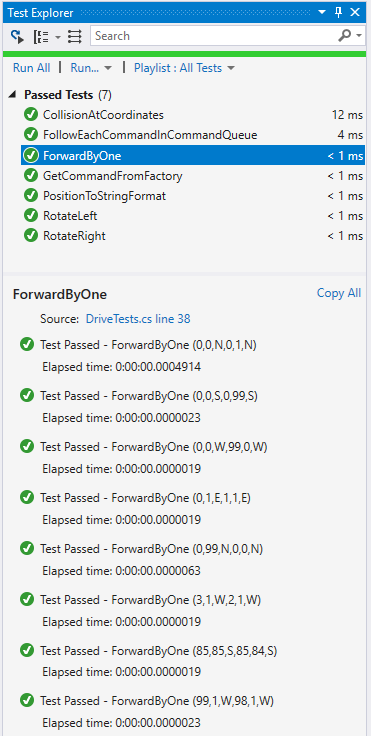 Test Explorer
Search
Run All | Run... | Playlist : All Tests
Passed Tests (7)
CollisionAtCoordinates 12 ms
FollowEachCommandInCommandQueue 4 ms
ForwardByOne < 1 ms
GetCommandFromFactory < 1 ms
PositionToStringFormat < 1 ms
RotateLeft < 1 ms
RotateRight < 1 ms
ForwardByOne Copy All
Source: DriveTests.cs line 38
Test Passed - ForwardByOne (0,0,N,0,1,N)
Elapsed time: 0:00:00.0004914
Test Passed - ForwardByOne (0,0,S,0,99,S)
Elapsed time: 0:00:00.0000023
Test Passed - ForwardByOne (0,0,W,99,0,W)
Elapsed time: 0:00:00.0000019
Test Passed - ForwardByOne (0,1,E,1,1,E)
Elapsed time: 0:00:00.0000019
Test Passed - ForwardByOne (0,99,N,0,0,N)
Elapsed time: 0:00:00.0000063
Test Passed - ForwardByOne (3,1,W,2,1,W)
Elapsed time: 0:00:00.0000019
Test Passed - ForwardByOne (85,85,S,85,84,S)
Elapsed time: 0:00:00.0000019
Test Passed - ForwardByOne (99,1,W,98,1,W)
Elapsed time: 0:00:00.0000023